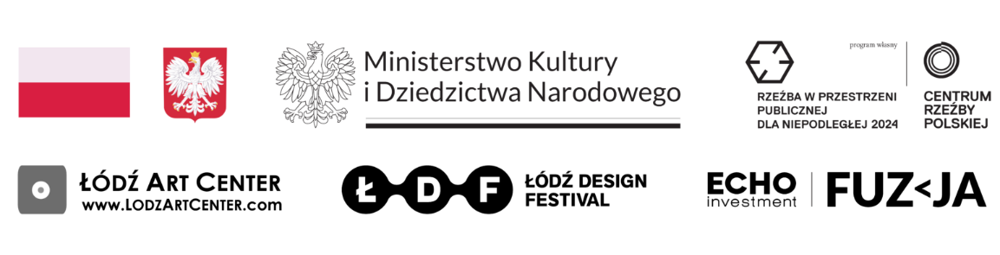 Ministerstwo Kultury
i Dziedzictwa Narodowego
program własny
RZEŹBA W PRZESTRZENI
PUBLICZNEJ
DLA NIEPODLEGŁEJ 2024
CENTRUM
RZEŹBY
POLSKIEJ
ŁÓDŹ ART CENTER
www.LODZARTCENTER.com
ŁDF
ŁÓDŹ DESIGN
FESTIVAL
ECHO
investment
FUZ<JA